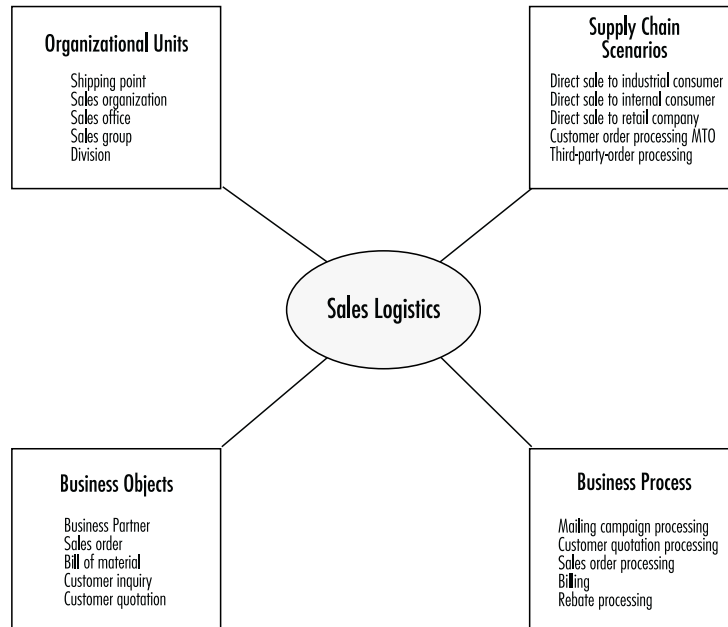 Organizational Units
Shipping point
Sales organization
Sales office
Sales group
Division
Supply Chain
Scenarios
Direct sale to industrial consumer
Direct sale to internal consumer
Direct sale to retail company
Customer order processing MTO
Third-party-order processing
Sales Logistics
Business Objects
Business Partner
Sales order
Bill of material
Customer inquiry
Customer quotation
Business Process
Mailing campaign processing
Customer quotation processing
Sales order processing
Billing
Rebate processing